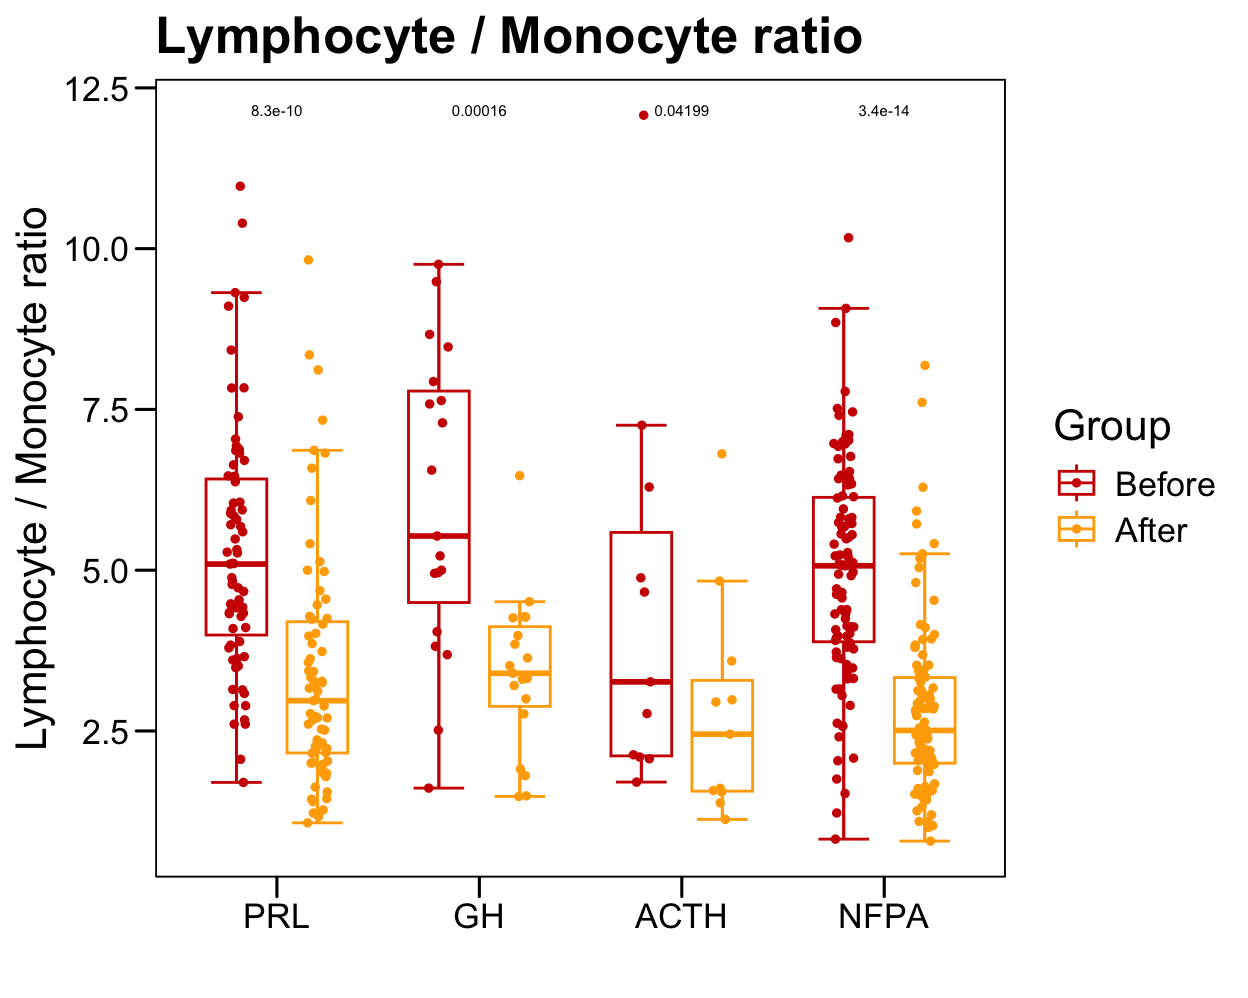 Lymphocyte / Monocyte ratio
Lymphocyte / Monocyte ratio
12.5
10.0
7.5
5.0
2.5
8.3e-10 0.00016 0.04199 3.4e-14
PRL GH ACTH NFPA
Group
Before
After